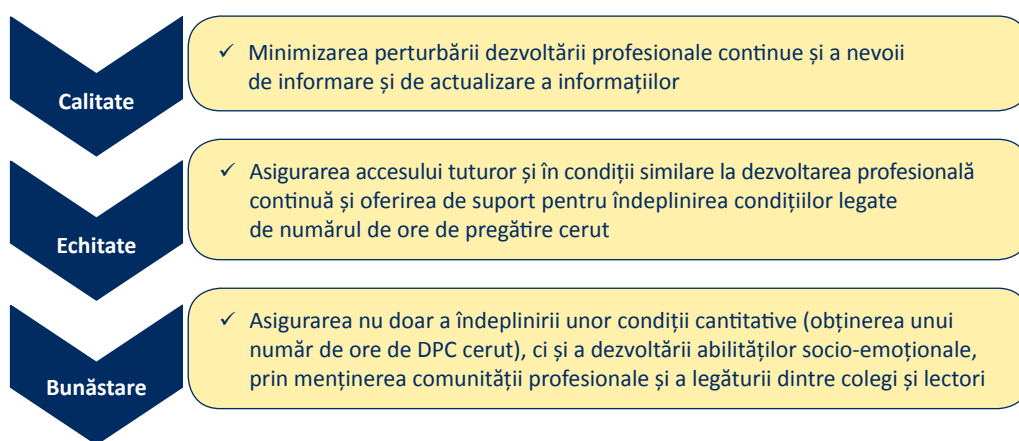 Calitate
✓ Minimizarea perturbării dezvoltării profesionale continue și a nevoii
de informare și de actualizare a informațiilor
Echitate
✓ Asigurarea accesului tuturor și în condiții similare la dezvoltarea profesională
continuă și oferirea de suport pentru îndeplinirea condițiilor legate
de numărul de ore de pregătire cerut
Bunăstare
✓ Asigurarea nu doar a îndeplinirii unor condiții cantitative (obținerea unui
număr de ore de DPC cerut), ci și a dezvoltării abilităților socio-emoționale,
prin menținerea comunității profesionale și a legăturii dintre colegi și lectori